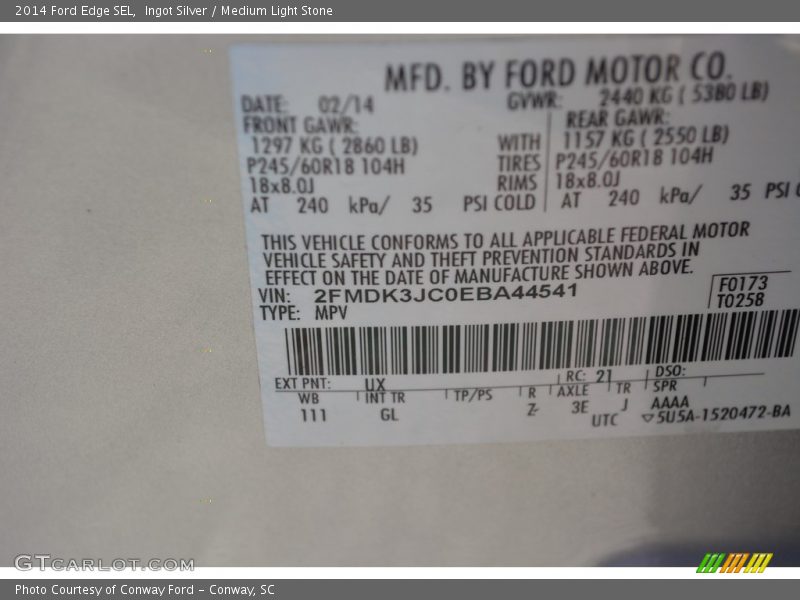 2014 Ford Edge SEL,  Ingot Silver / Medium Light Stone
MFD. BY FORD MOTOR CO.
DATE: 02/14 GVWR: 2440 KG ( 5380 LB)
FRONT GAWR: REAR GAWR:
1297 KG ( 2860 LB) WITH 1157 KG ( 2550 LB)
P245/60R18 104H TIRES P245/60R18 104H
18x8.0J RIMS 18x8.0J
AT 240 kPa/ 35 PSI COLD AT 240 kPa/ 35 PSI
THIS VEHICLE CONFORMS TO ALL APPLICABLE FEDERAL MOTOR
VEHICLE SAFETY AND THEFT PREVENTION STANDARDS IN
EFFECT ON THE DATE OF MANUFACTURE SHOWN ABOVE.
VIN: 2FMDK3JC0EBA44541 F0173
TYPE: MPV T0258
EXT PNT: UX RC: 21 DSO:
WB INT TR TP/PS R AXLE TR SPR
111 GL Z- 3E J AAAA
UTC 5U5A-1520472-BA
GTCARLOT.COM
Photo Courtesy of Conway Ford – Conway, SC